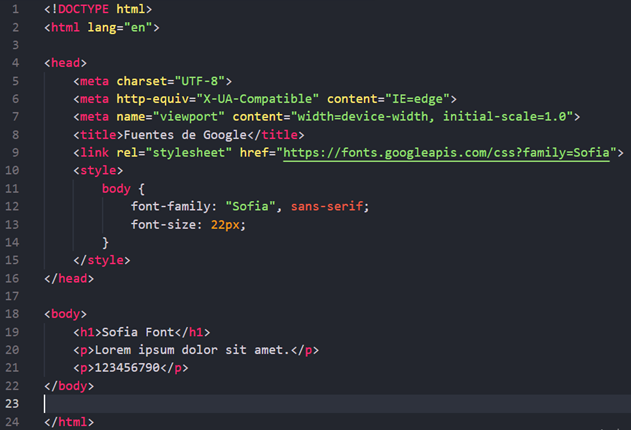 1 <!DOCTYPE html>
2 <html lang="en">
3
4 <head>
5     <meta charset="UTF-8">
6     <meta http-equiv="X-UA-Compatible" content="IE=edge">
7     <meta name="viewport" content="width=device-width, initial-scale=1.0">
8     <title>Fuentes de Google</title>
9     <link rel="stylesheet" href="https://fonts.googleapis.com/css?family=Sofia">
10     <style>
11         body {
12             font-family: "Sofia", sans-serif;
13             font-size: 22px;
14         }
15     </style>
16 </head>
17
18 <body>
19     <h1>Sofia Font</h1>
20     <p>Lorem ipsum dolor sit amet.</p>
21     <p>123456790</p>
22 </body>
23
24 </html>